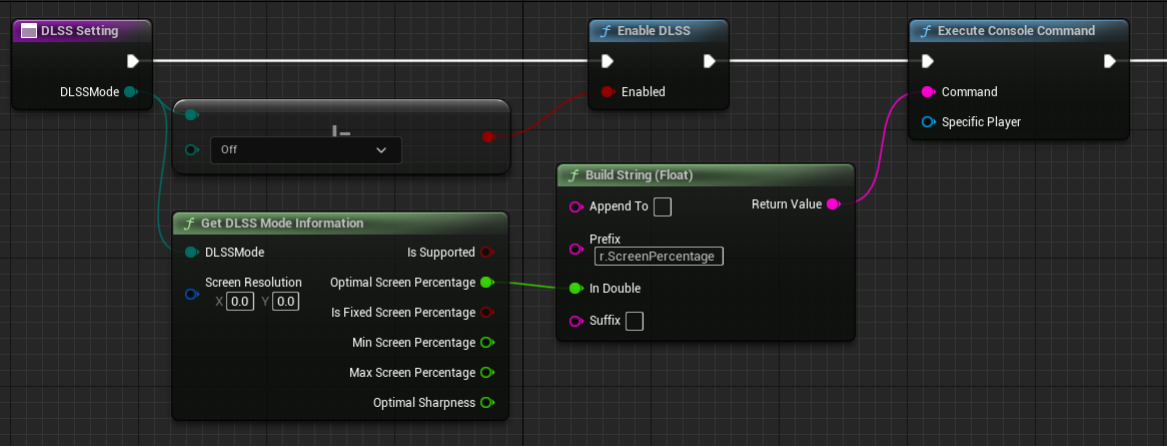 DLSS Setting
DLSSMode
!=
Off
Enable DLSS
Enabled
Execute Console Command
Command
Specific Player
Get DLSS Mode Information
DLSSMode
Is Supported
Screen Resolution
X 0.0 Y 0.0
Optimal Screen Percentage
Is Fixed Screen Percentage
Min Screen Percentage
Max Screen Percentage
Optimal Sharpness
Build String (Float)
Append To
Return Value
Prefix
r.ScreenPercentage
In Double
Suffix